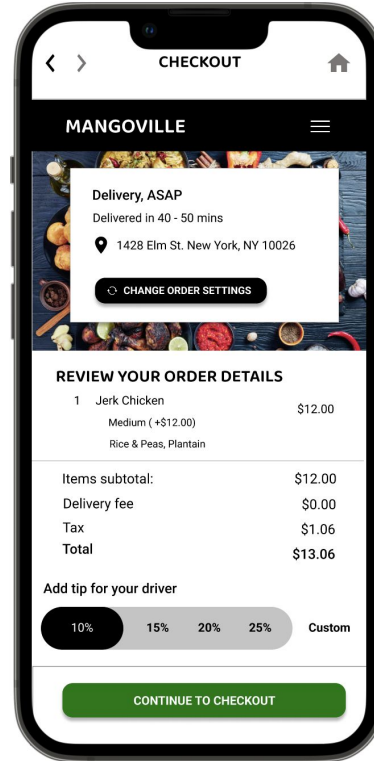 CHECKOUT
MANGOVILLE
Delivery, ASAP
Delivered in 40 - 50 mins
1428 Elm St. New York, NY 10026
CHANGE ORDER SETTINGS
REVIEW YOUR ORDER DETAILS
1 Jerk Chicken $12.00
Medium ( +$12.00)
Rice & Peas, Plantain
Items subtotal: $12.00
Delivery fee $0.00
Tax $1.06
Total $13.06
Add tip for your driver
10% 15% 20% 25% Custom
CONTINUE TO CHECKOUT